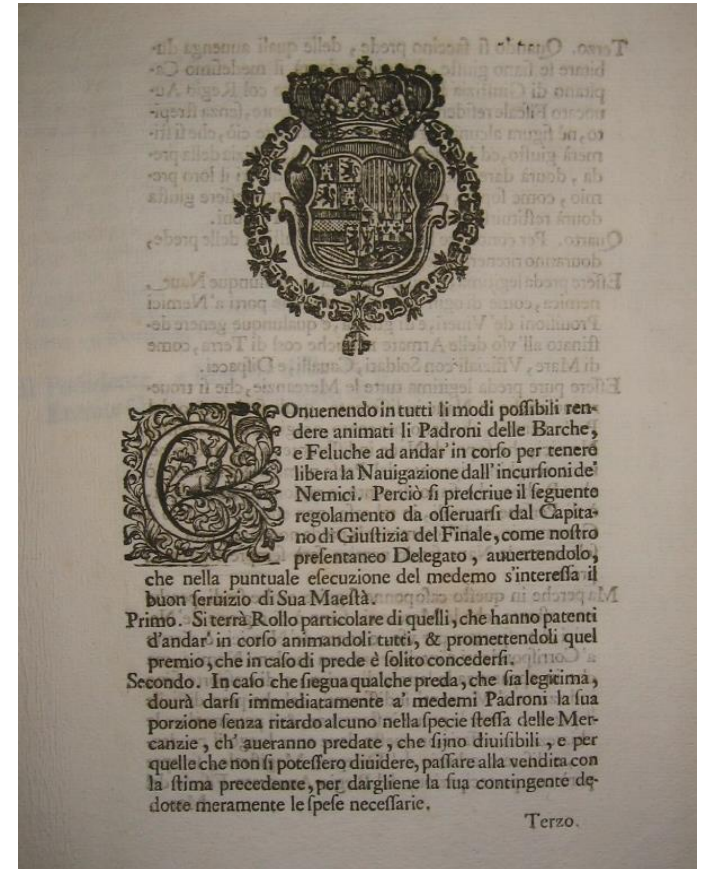 COnuenendo in tutti li modi poſſibili ren-
dere animati li Padroni delle Barche,
e Feluche ad andar' in corſo per tenere
libera la Nauigazione dall' incurſioni de'
Nemici. Perciò ſi preſcriue il ſeguente
regolamento da oſſeruarſi dal Capita-
no di Giuſtizia del Finale, come noſtro
preſentaneo Delegato, auuertendolo,
che nella puntuale eſecuzione del medemo s'intereſſa il
buon ſeruizio di Sua Maeſtà.
Primo. Si terrà Rollo particolare di quelli, che hanno patenti
d'andar' in corſo animandoli tutti, & promettendoli quel
premio, che in caſo di prede è ſolito concederſi.
Secondo. In caſo che ſiegua qualche preda, che ſia legitima,
dourà darſi immediatamente a' medemi Padroni la ſua
porzione ſenza ritardo alcuno nella ſpecie ſteſſa delle Mer-
canzie, ch' aueranno predate, che ſijno diuiſibili, e per
quelle che non ſi poteſſero diuidere, paſſare alla vendita con
la ſtima precedente, per dargliene la ſua contingente de-
dotte meramente le ſpeſe neceſſarie.
Terzo.